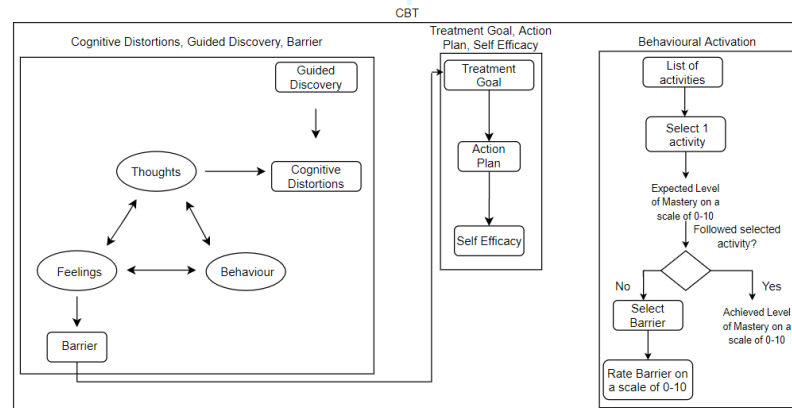 CBT
Cognitive Distortions, Guided Discovery, Barrier
Guided
Discovery
Thoughts
Cognitive
Distortions
Feelings
Behaviour
Barrier
Treatment Goal, Action
Plan, Self Efficacy
Treatment
Goal
Action
Plan
Self Efficacy
Behavioural Activation
List of
activities
Select 1
activity
Expected Level
of Mastery on a
scale of 0-10
Followed selected
activity?
No
Yes
Select
Barrier
Achieved Level
of Mastery on a
scale of 0-10
Rate Barrier on
a scale of 0-10